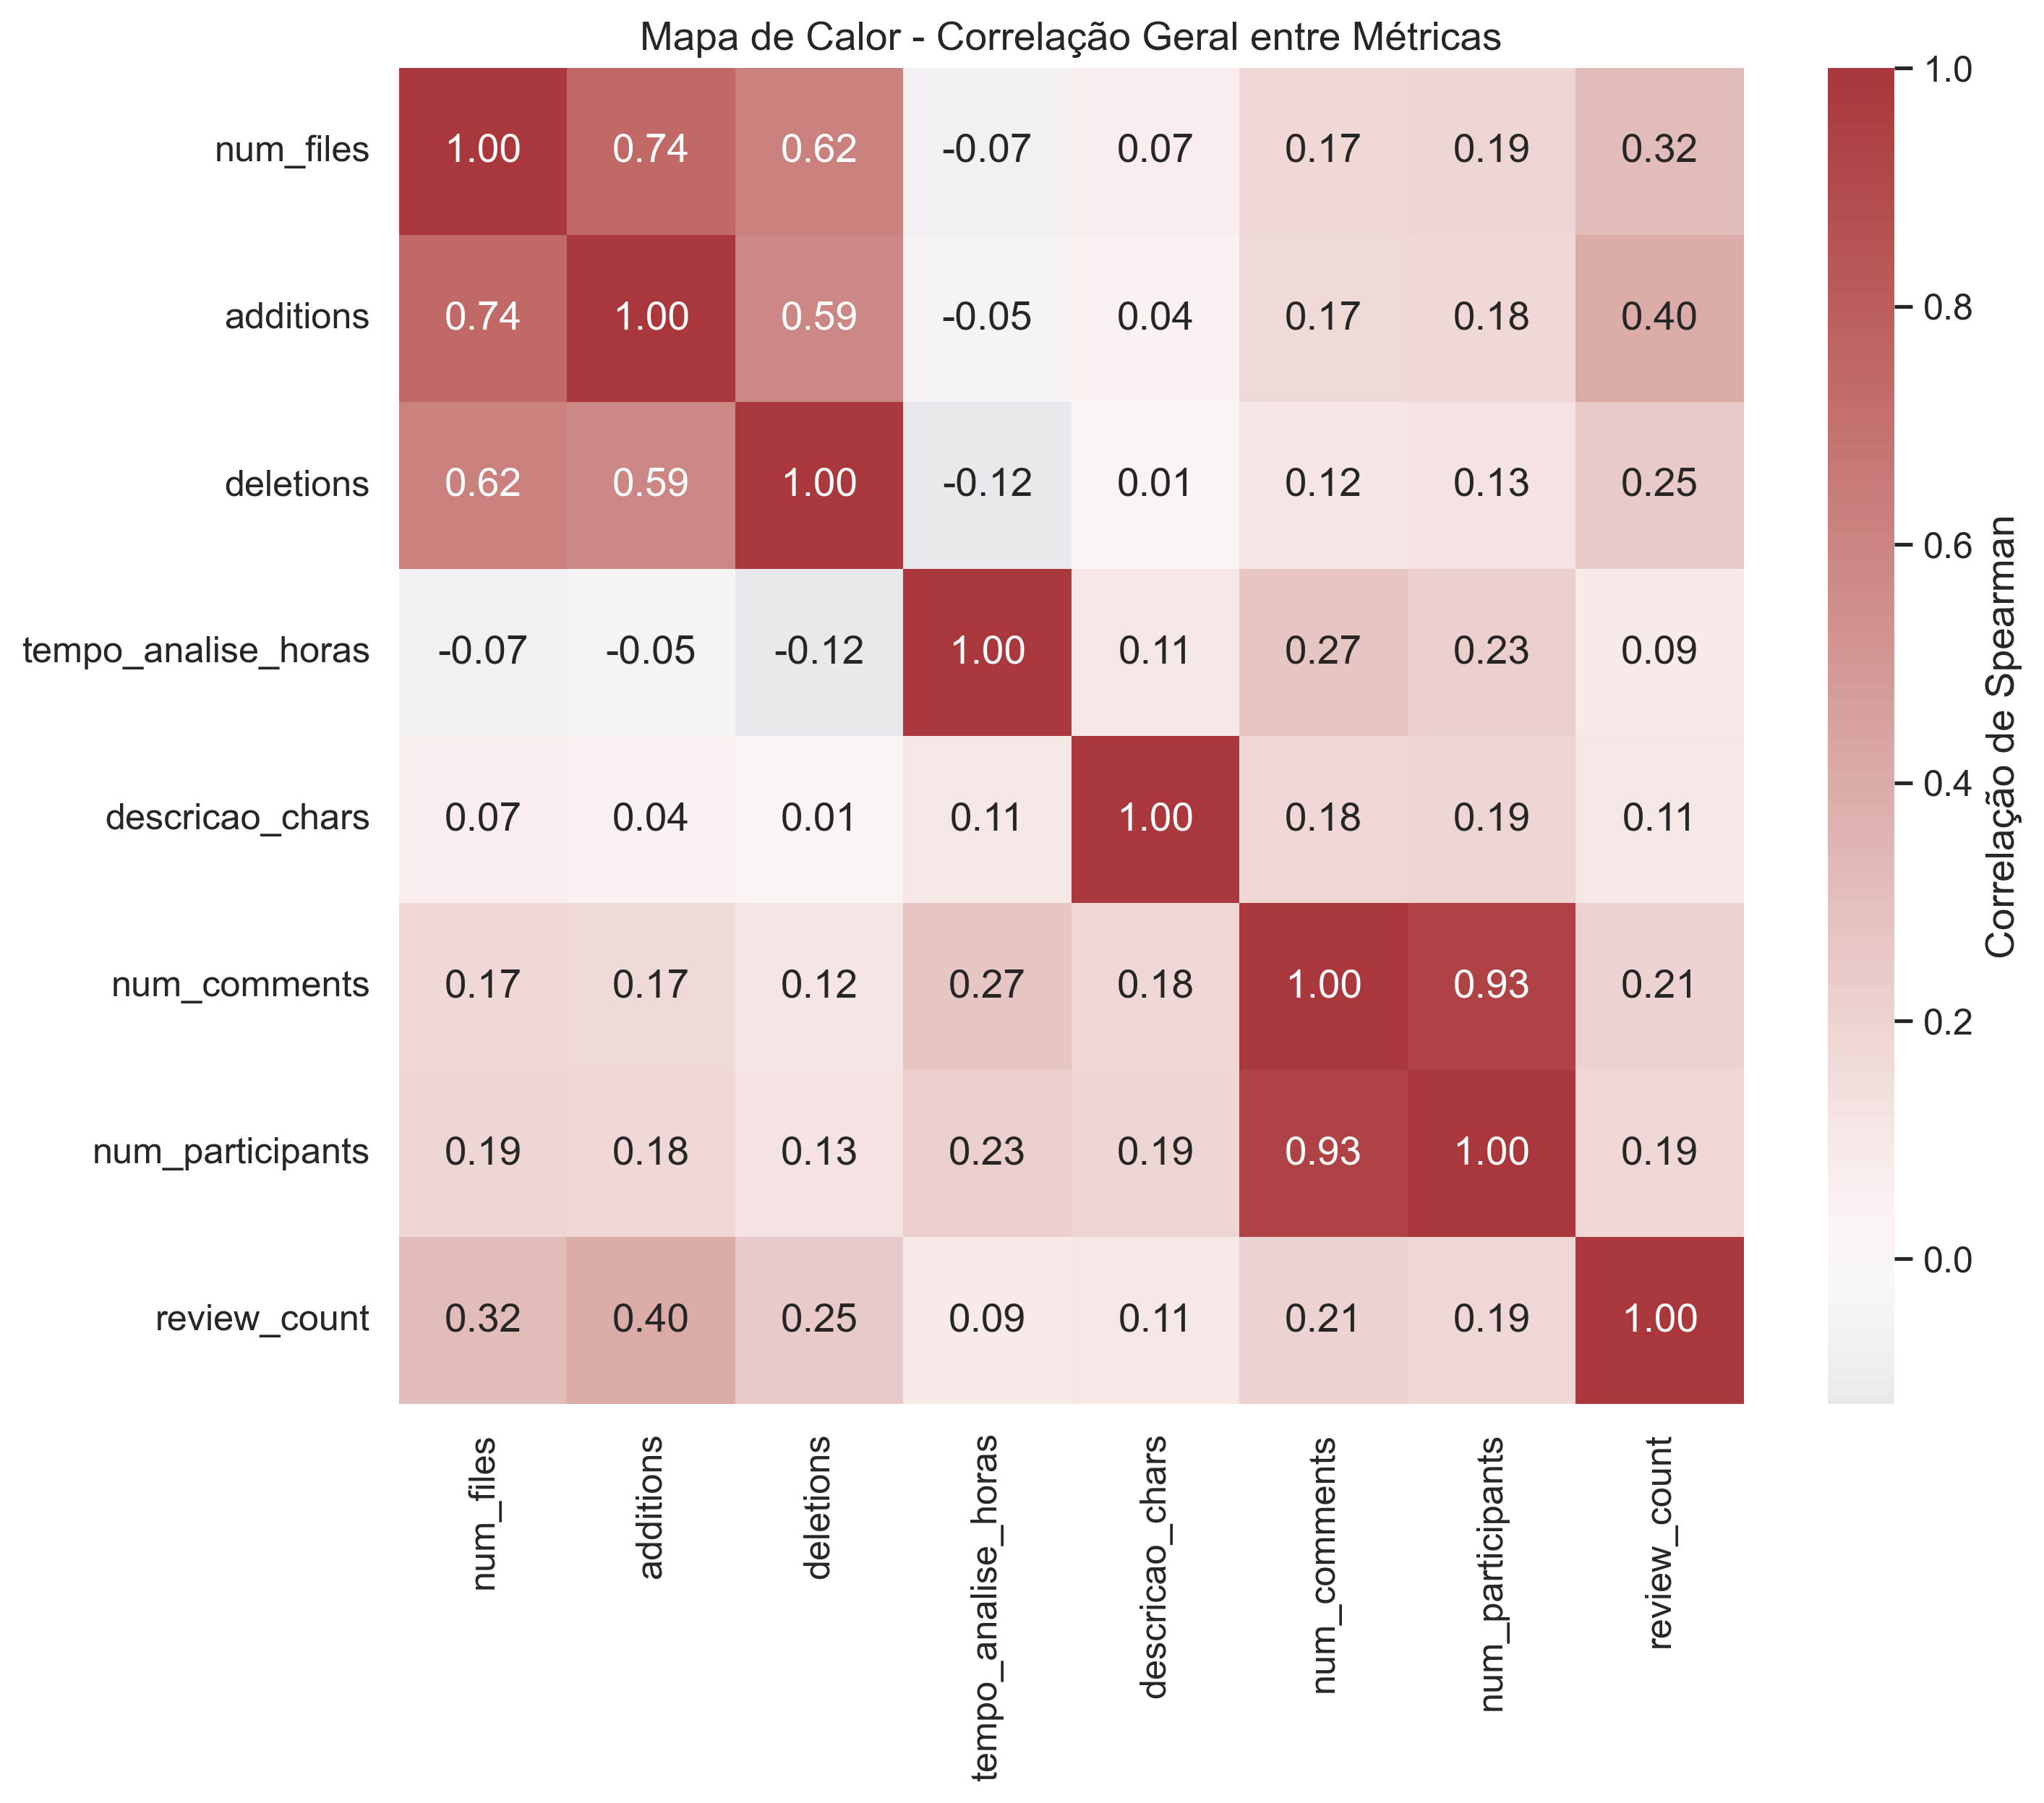 Mapa de Calor - Correlação Geral entre Métricas
num_files 1.00 0.74 0.62 -0.07 0.07 0.17 0.19 0.32
additions 0.74 1.00 0.59 -0.05 0.04 0.17 0.18 0.40
deletions 0.62 0.59 1.00 -0.12 0.01 0.12 0.13 0.25
tempo_analise_horas -0.07 -0.05 -0.12 1.00 0.11 0.27 0.23 0.09
descricao_chars 0.07 0.04 0.01 0.11 1.00 0.18 0.19 0.11
num_comments 0.17 0.17 0.12 0.27 0.18 1.00 0.93 0.21
num_participants 0.19 0.18 0.13 0.23 0.19 0.93 1.00 0.19
review_count 0.32 0.40 0.25 0.09 0.11 0.21 0.19 1.00
num_files
additions
deletions
tempo_analise_horas
descricao_chars
num_comments
num_participants
review_count
1.0
0.8
0.6
0.4
0.2
0.0
Correlação de Spearman